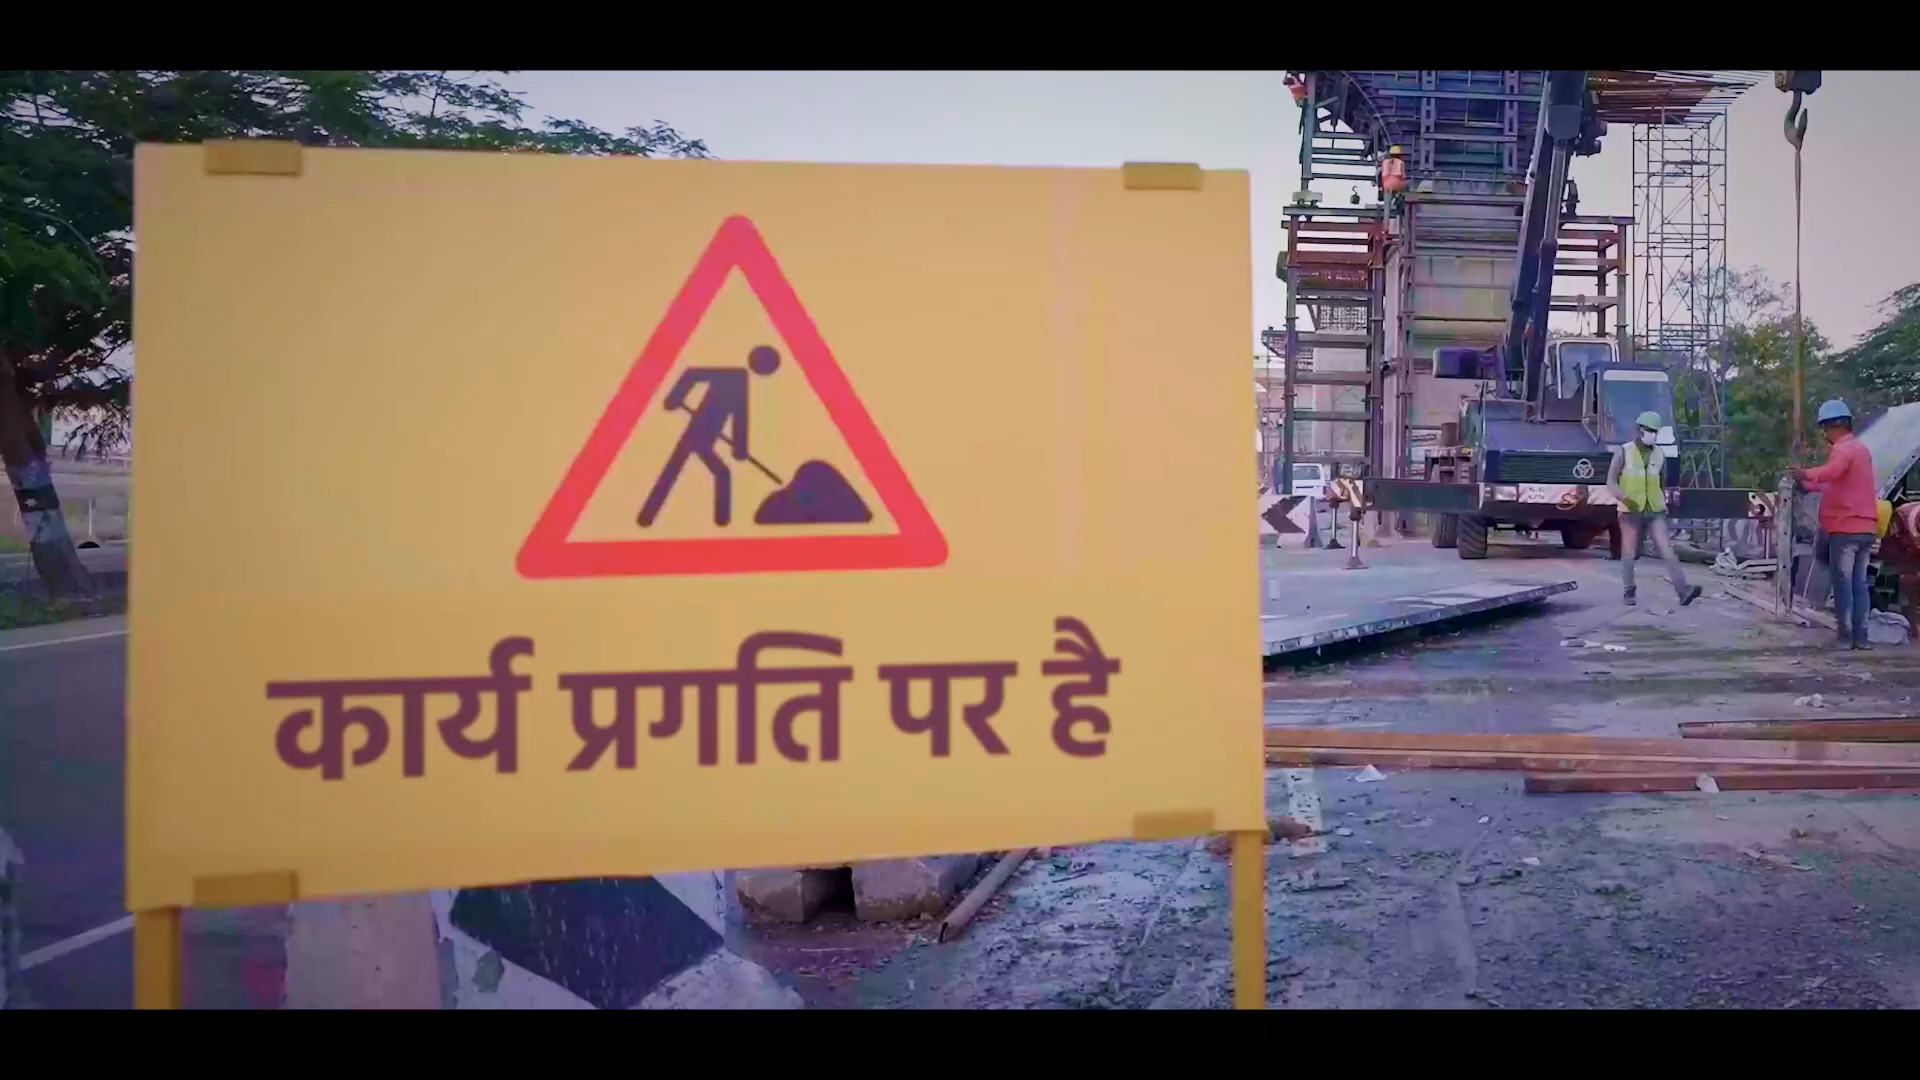 कार्य प्रगति पर है